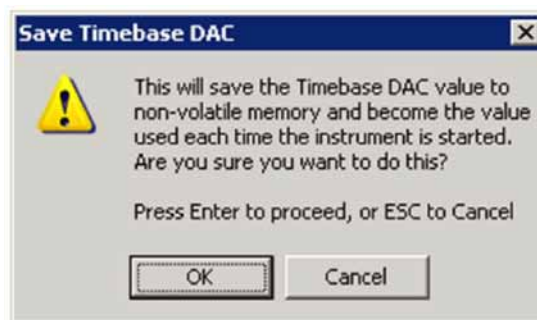 Save Timebase DAC
This will save the Timebase DAC value to
non-volatile memory and become the value
used each time the instrument is started.
Are you sure you want to do this?
Press Enter to proceed, or ESC to Cancel
OK
Cancel